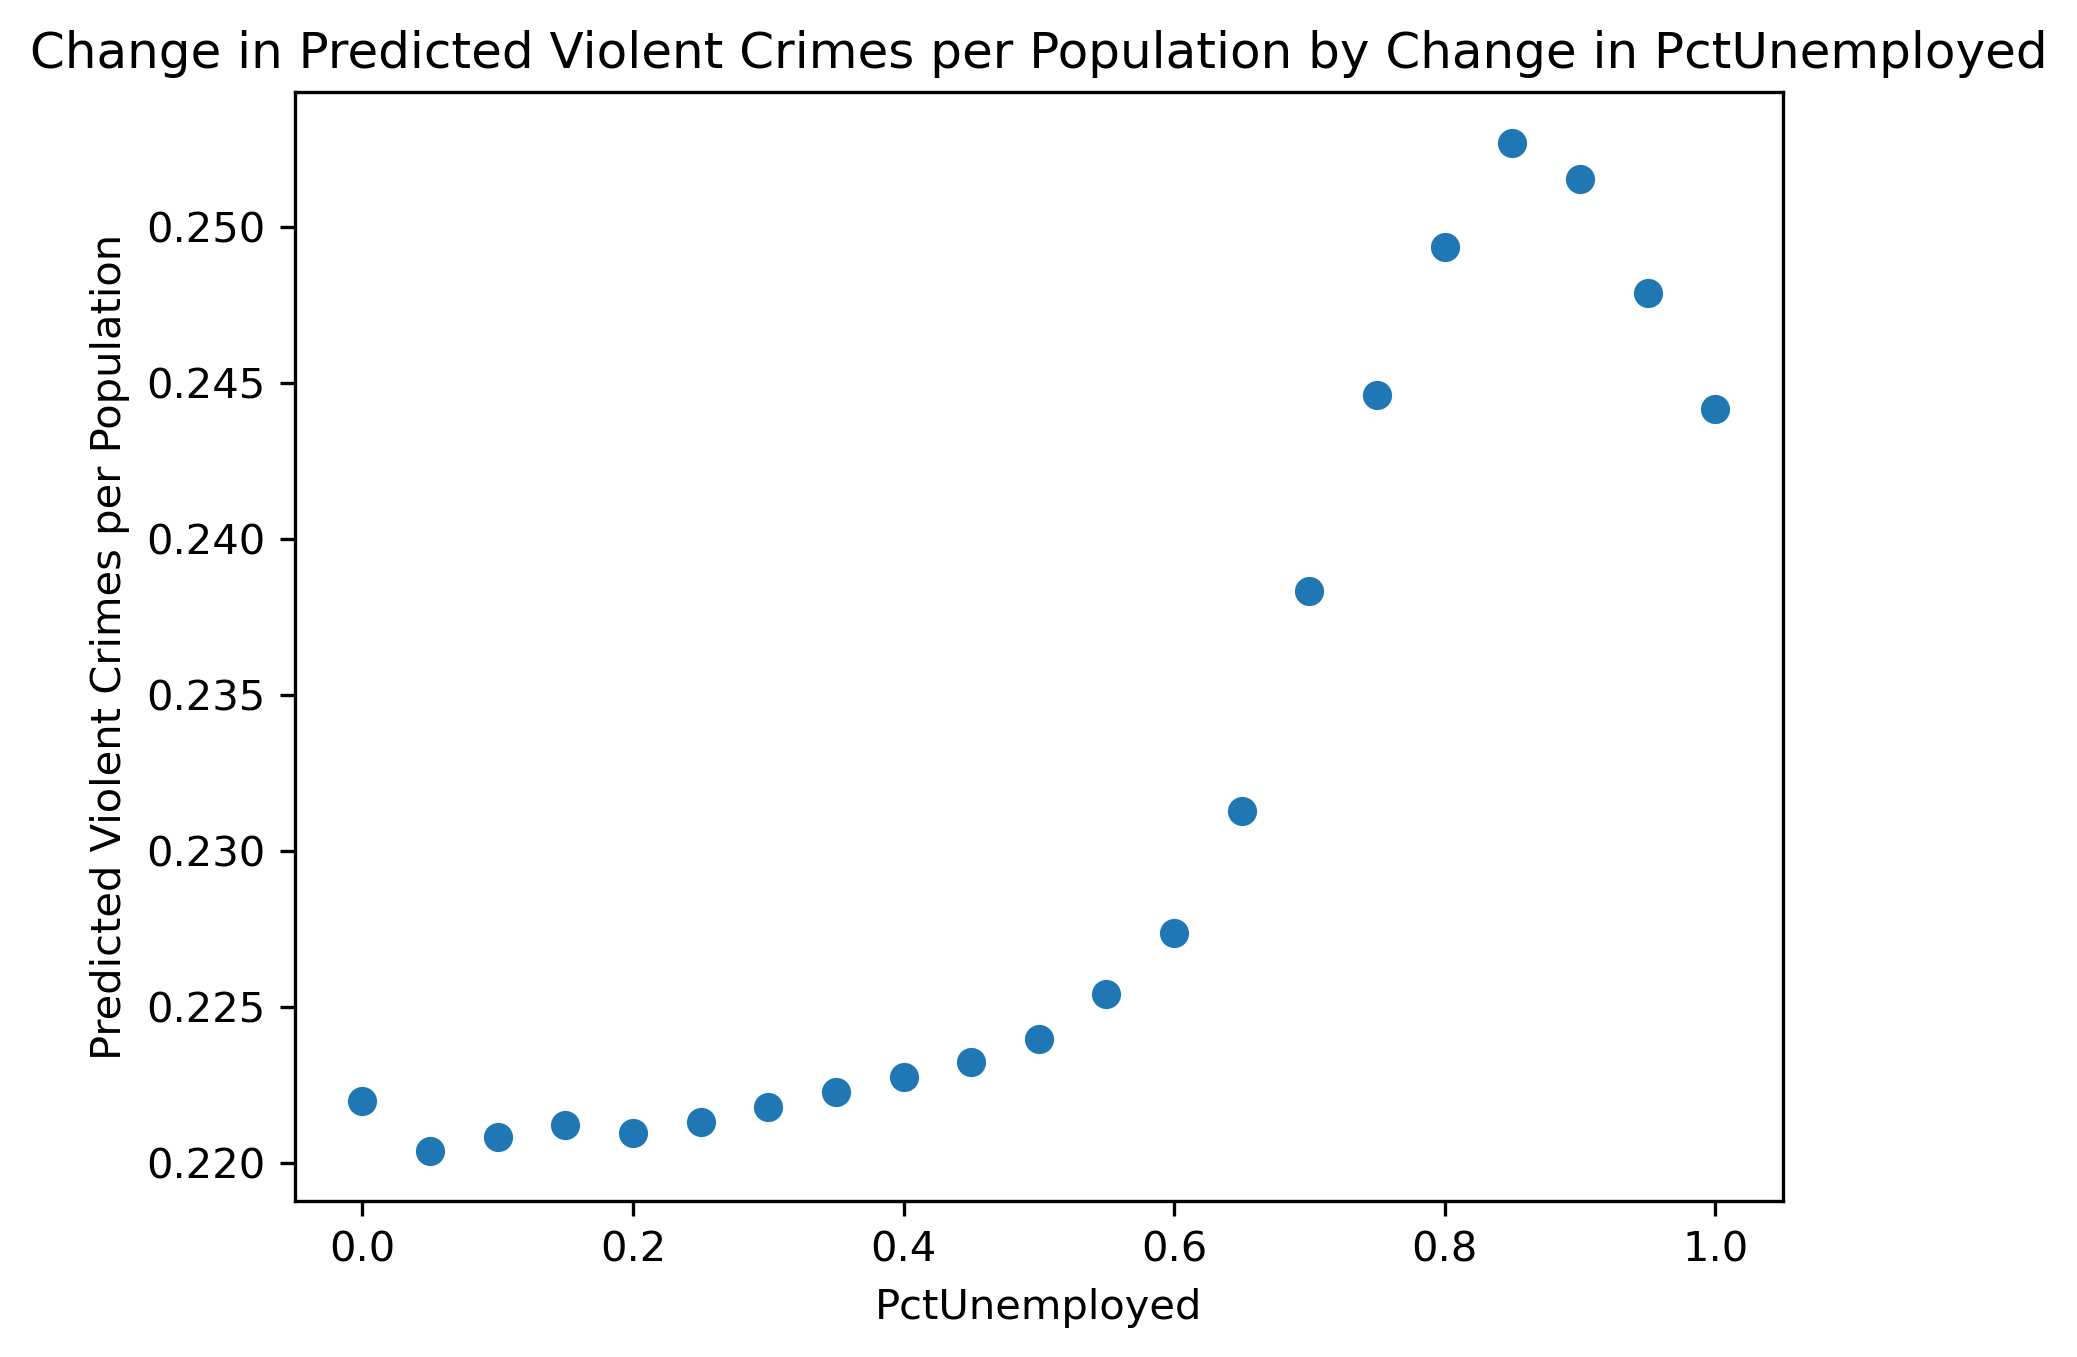 Change in Predicted Violent Crimes per Population by Change in PctUnemployed
Predicted Violent Crimes per Population
0.250
0.245
0.240
0.235
0.230
0.225
0.220
0.0 0.2 0.4 0.6 0.8 1.0
PctUnemployed